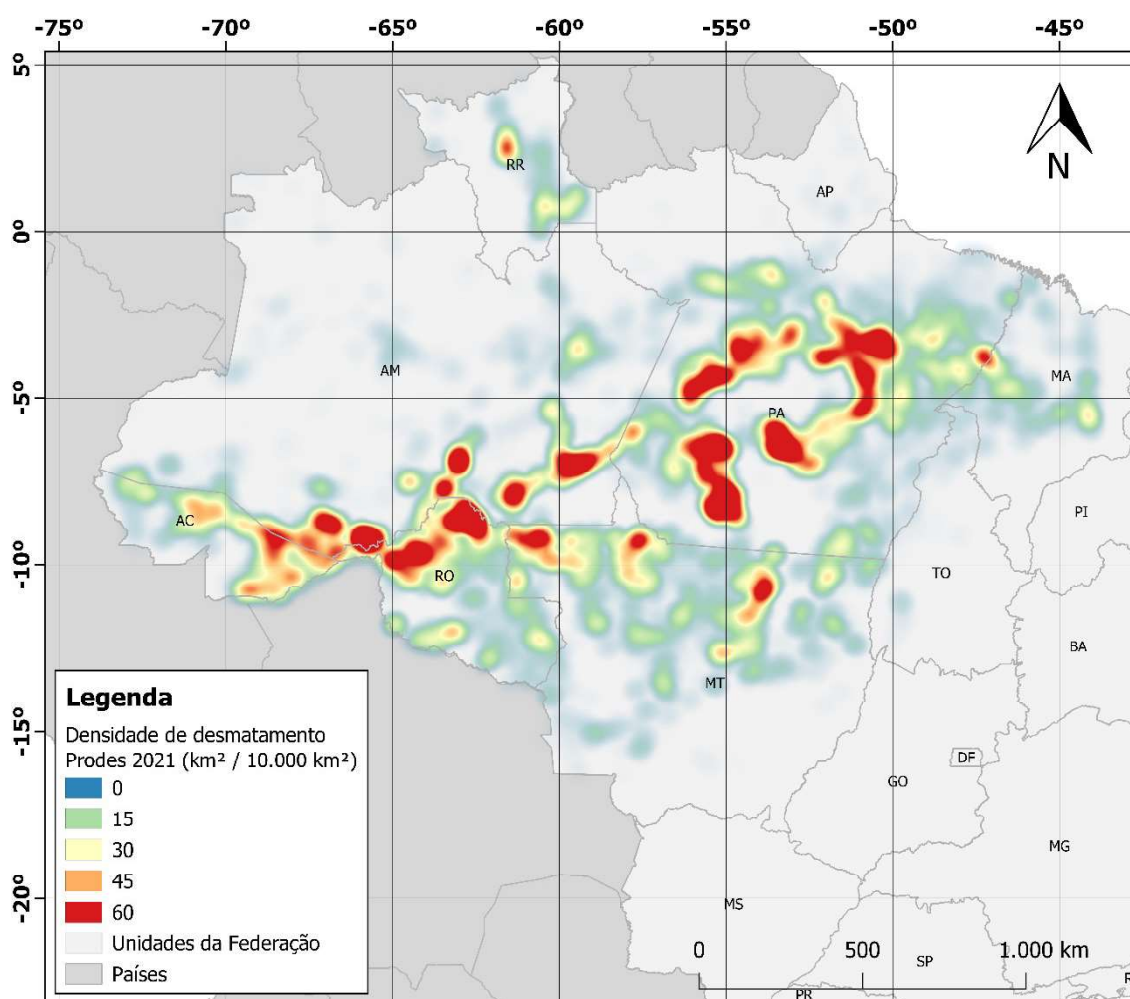 -75º -70º -65º -60º -55º -50º -45º
5º
0º
-5º
-10º
-15º
-20º
N
RR
AP
AM
PA
MA
AC
RO
PI
TO
BA
MT
DF
GO
MG
MS
SP
PR
R
Legenda
Densidade de desmatamento
Prodes 2021 (km² / 10.000 km²)
0
15
30
45
60
Unidades da Federação
Países
0 500 1.000 km